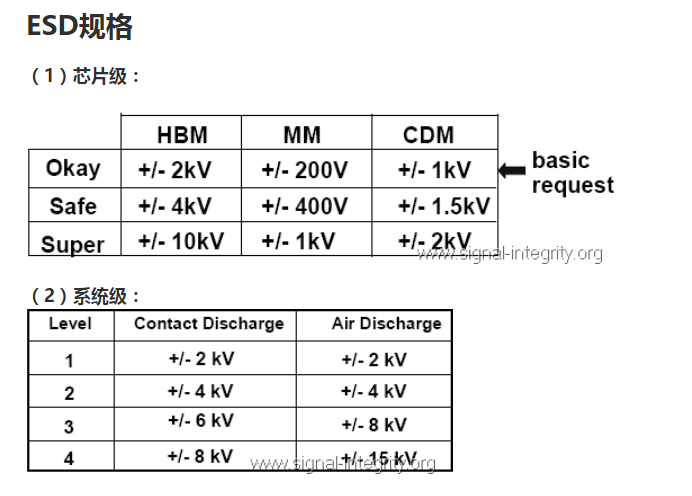 ESD规格
（1）芯片级：
HBM MM CDM
Okay +/- 2kV +/- 200V +/- 1kV basic request
Safe +/- 4kV +/- 400V +/- 1.5kV
Super +/- 10kV +/- 1kV +/- 2kV
www.signal-integrity.org
（2）系统级：
Level Contact Discharge Air Discharge
1 +/- 2 kV +/- 2 kV
2 +/- 4 kV +/- 4 kV
3 +/- 6 kV +/- 8 kV
4 +/- 8 kV +/- 15 kV
www.signal-integrity.org